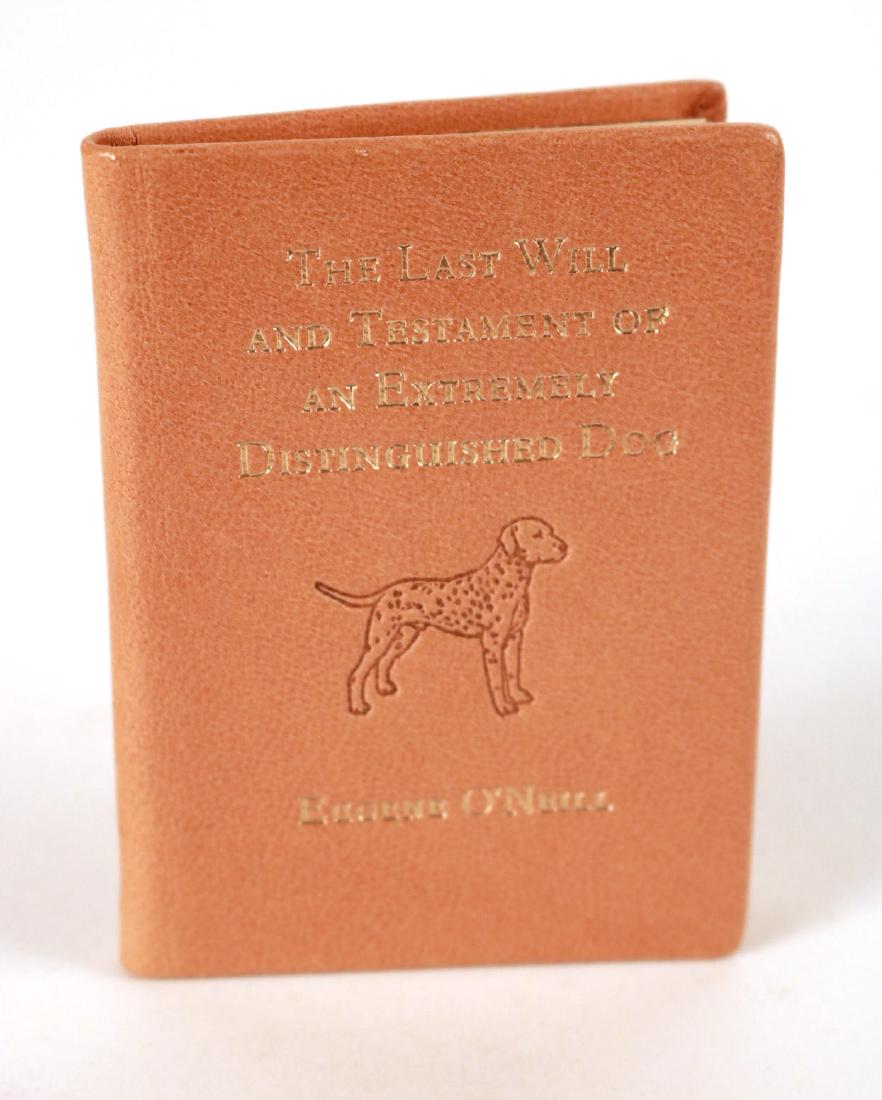 The Last Will
and Testament of
an Extremely
Distinguished Dog
Eugene O'Neill